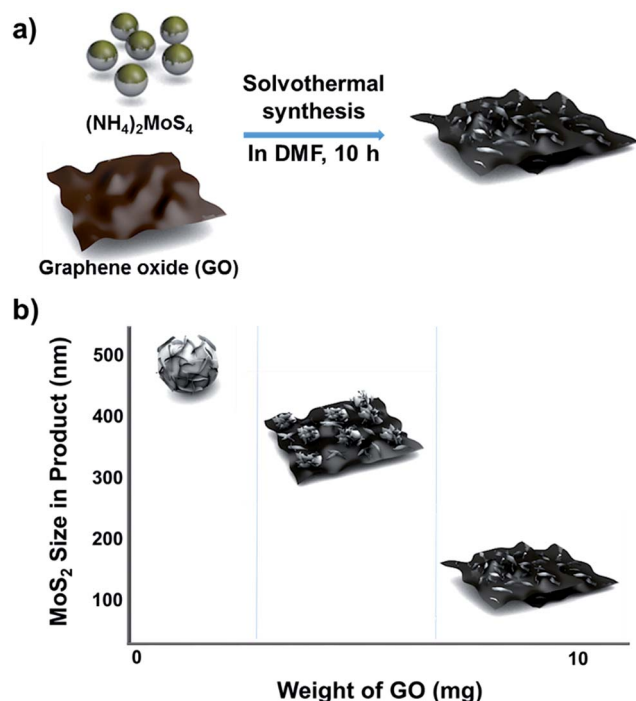 a)
(NH4)2MoS4
Graphene oxide (GO)
Solvothermal
synthesis
In DMF, 10 h
b)
MoS2 Size in Product (nm)
500
400
300
200
100
0
10
Weight of GO (mg)